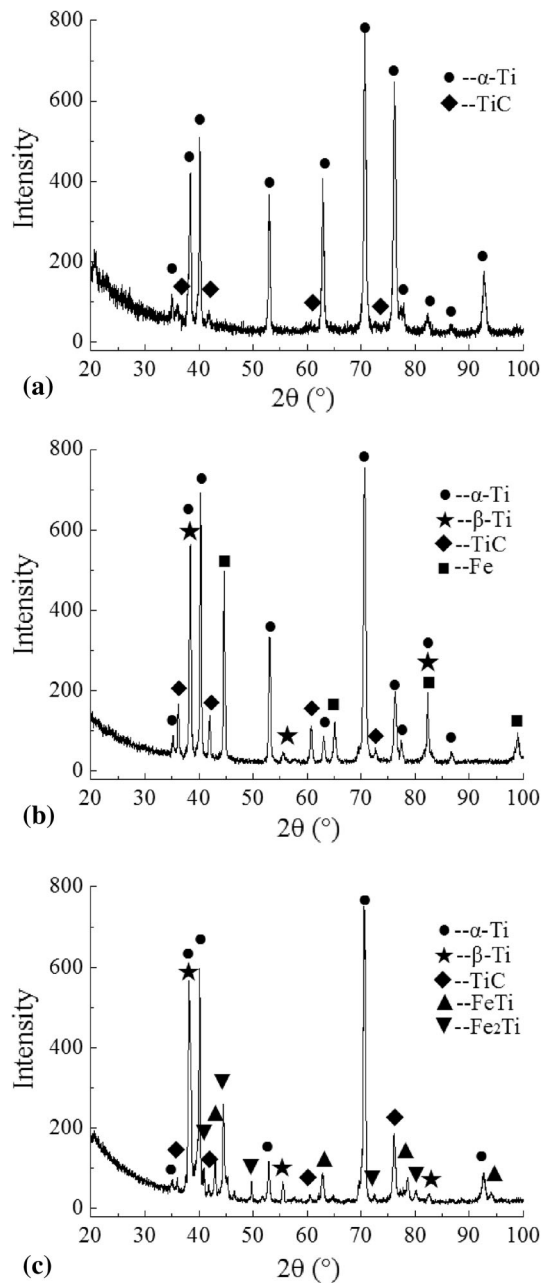 800
600
400
200
0
Intensity
●--α-Ti
◆--TiC
20 30 40 50 60 70 80 90 100
2θ (°)
(a)
800
600
400
200
0
Intensity
●--α-Ti
★--β-Ti
◆--TiC
■--Fe
20 30 40 50 60 70 80 90 100
2θ (°)
(b)
800
600
400
200
0
Intensity
●--α-Ti
★--β-Ti
◆--TiC
▲--FeTi
▼--Fe₂Ti
20 30 40 50 60 70 80 90 100
2θ (°)
(c)